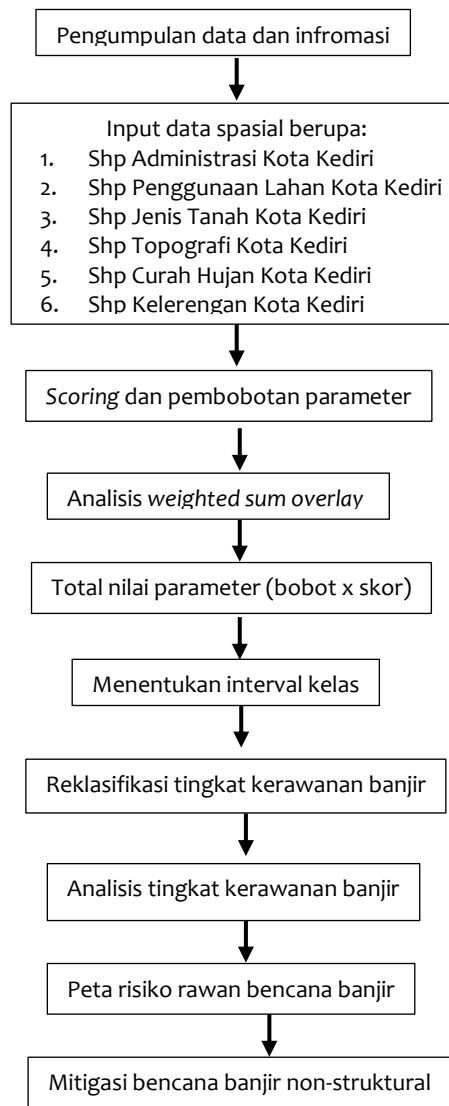 Pengumpulan data dan infromasi
Input data spasial berupa:
1. Shp Administrasi Kota Kediri
2. Shp Penggunaan Lahan Kota Kediri
3. Shp Jenis Tanah Kota Kediri
4. Shp Topografi Kota Kediri
5. Shp Curah Hujan Kota Kediri
6. Shp Kelerengan Kota Kediri
Scoring dan pembobotan parameter
Analisis weighted sum overlay
Total nilai parameter (bobot x skor)
Menentukan interval kelas
Reklasifikasi tingkat kerawanan banjir
Analisis tingkat kerawanan banjir
Peta risiko rawan bencana banjir
Mitigasi bencana banjir non-struktural